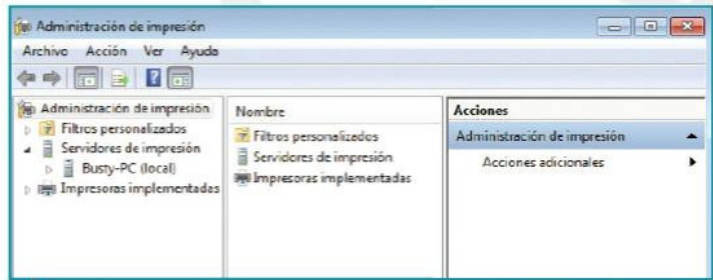 Administración de impresión
Archivo Acción Ver Ayuda
Administración de impresión
Filtros personalizados
Servidores de impresión
Busty-PC (local)
Impresoras implementadas
Nombre
Filtros personalizados
Servidores de impresión
Impresoras implementadas
Acciones
Administración de impresión
Acciones adicionales